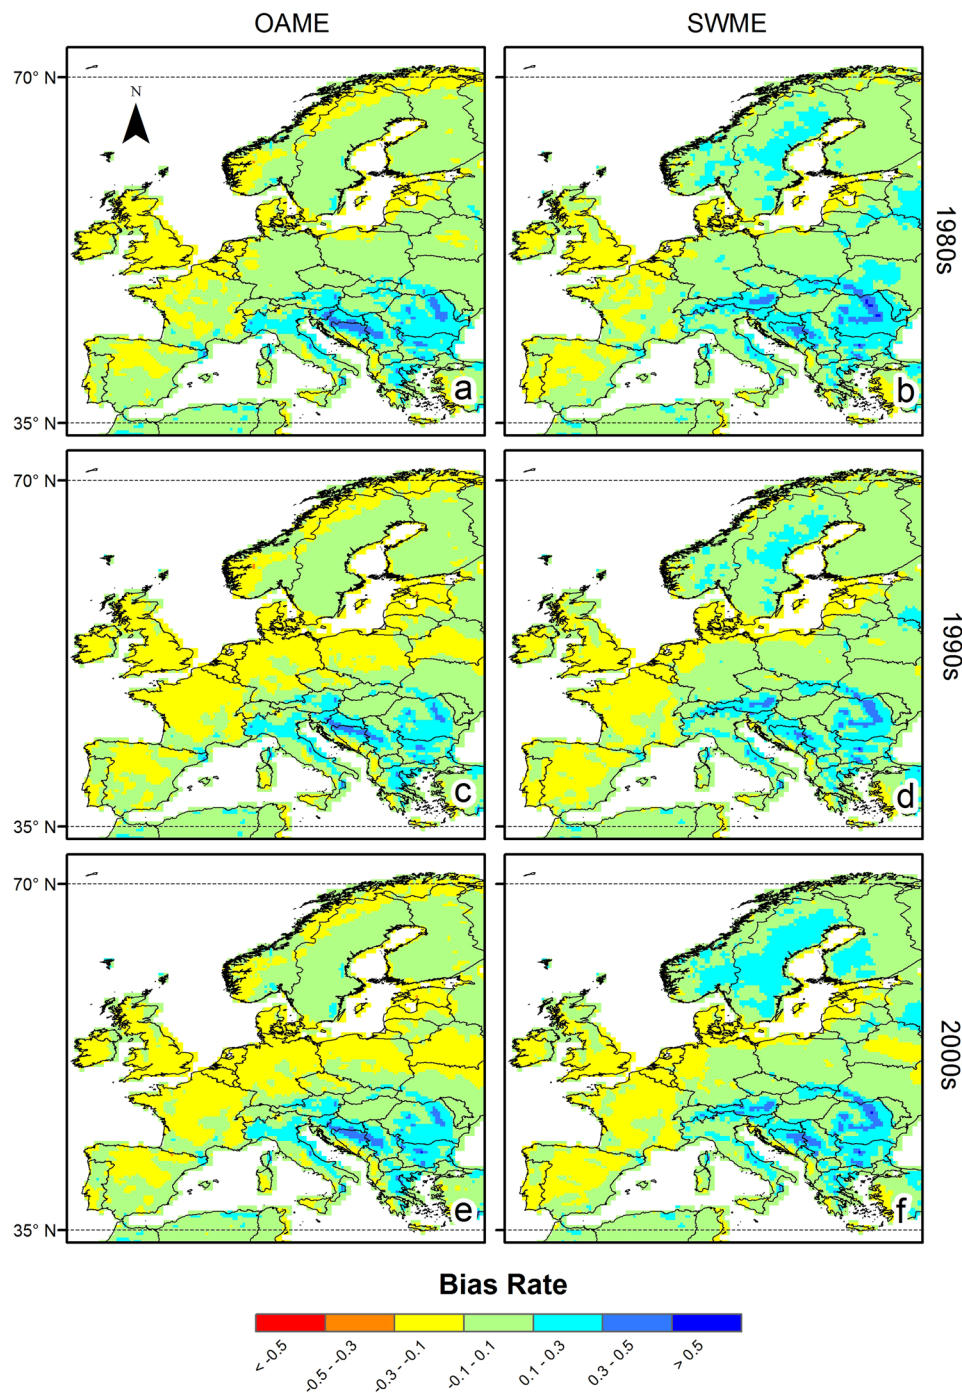 OAME SWME
70° N
N
35° N
a
b
1980s
70° N
35° N
c
d
1990s
70° N
35° N
e
f
2000s
Bias Rate
< -0.5
-0.5 - -0.3
-0.3 - -0.1
-0.1 - 0.1
0.1 - 0.3
0.3 - 0.5
> 0.5